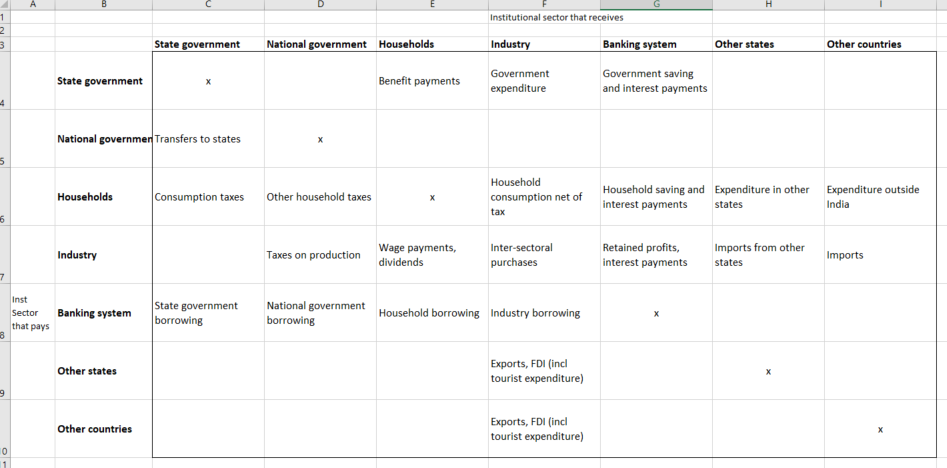 A B C D E F G H I
1 Institutional sector that receives
2
3 State government National government Households Industry Banking system Other states Other countries
State government x Benefit payments Government Government saving
expenditure and interest payments
4
National governmen Transfers to states x
5
Households Consumption taxes Other household taxes x Household Household saving and Expenditure in other Expenditure outside
consumption net of interest payments states India
tax
6
Industry Taxes on production Wage payments, Inter-sectoral Retained profits, Imports from other Imports
dividends purchases interest payments states
7
Inst
Sector
that pays
Banking system State government National government Household borrowing Industry borrowing x
borrowing borrowing
8
Other states Exports, FDI (incl x
tourist expenditure)
9
Other countries Exports, FDI (incl x
tourist expenditure)
0
11